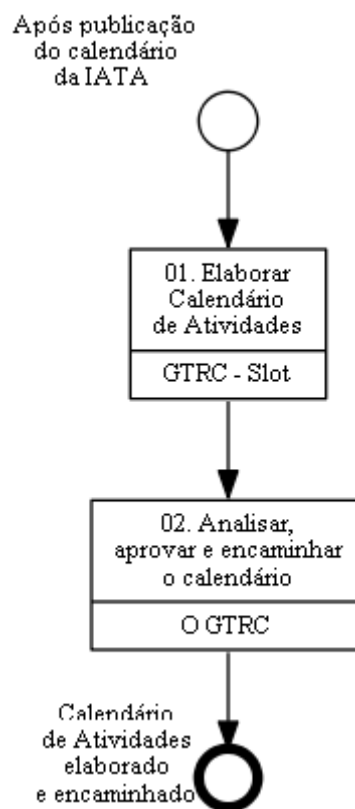 Após publicação
do calendário
da IATA
01. Elaborar
Calendário
de Atividades
GTRC - Slot
02. Analisar,
aprovar e encaminhar
o calendário
O GTRC
Calendário
de Atividades
elaborado
e encaminhado